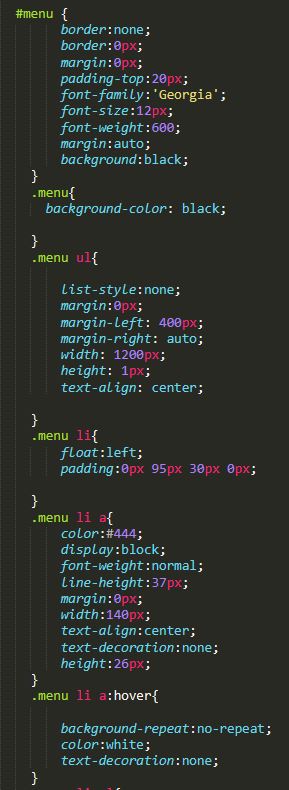 #menu {
border:none;
border:0px;
margin:0px;
padding-top:20px;
font-family:'Georgia';
font-size:12px;
font-weight:600;
margin:auto;
background:black;
}
.menu{
background-color: black;
}
.menu ul{
list-style:none;
margin:0px;
margin-left: 400px;
margin-right: auto;
width: 1200px;
height: 1px;
text-align: center;
}
.menu li{
float:left;
padding:0px 95px 30px 0px;
}
.menu li a{
color:#444;
display:block;
font-weight:normal;
line-height:37px;
margin:0px;
width:140px;
text-align:center;
text-decoration:none;
height:26px;
}
.menu li a:hover{
background-repeat:no-repeat;
color:white;
text-decoration:none;
}